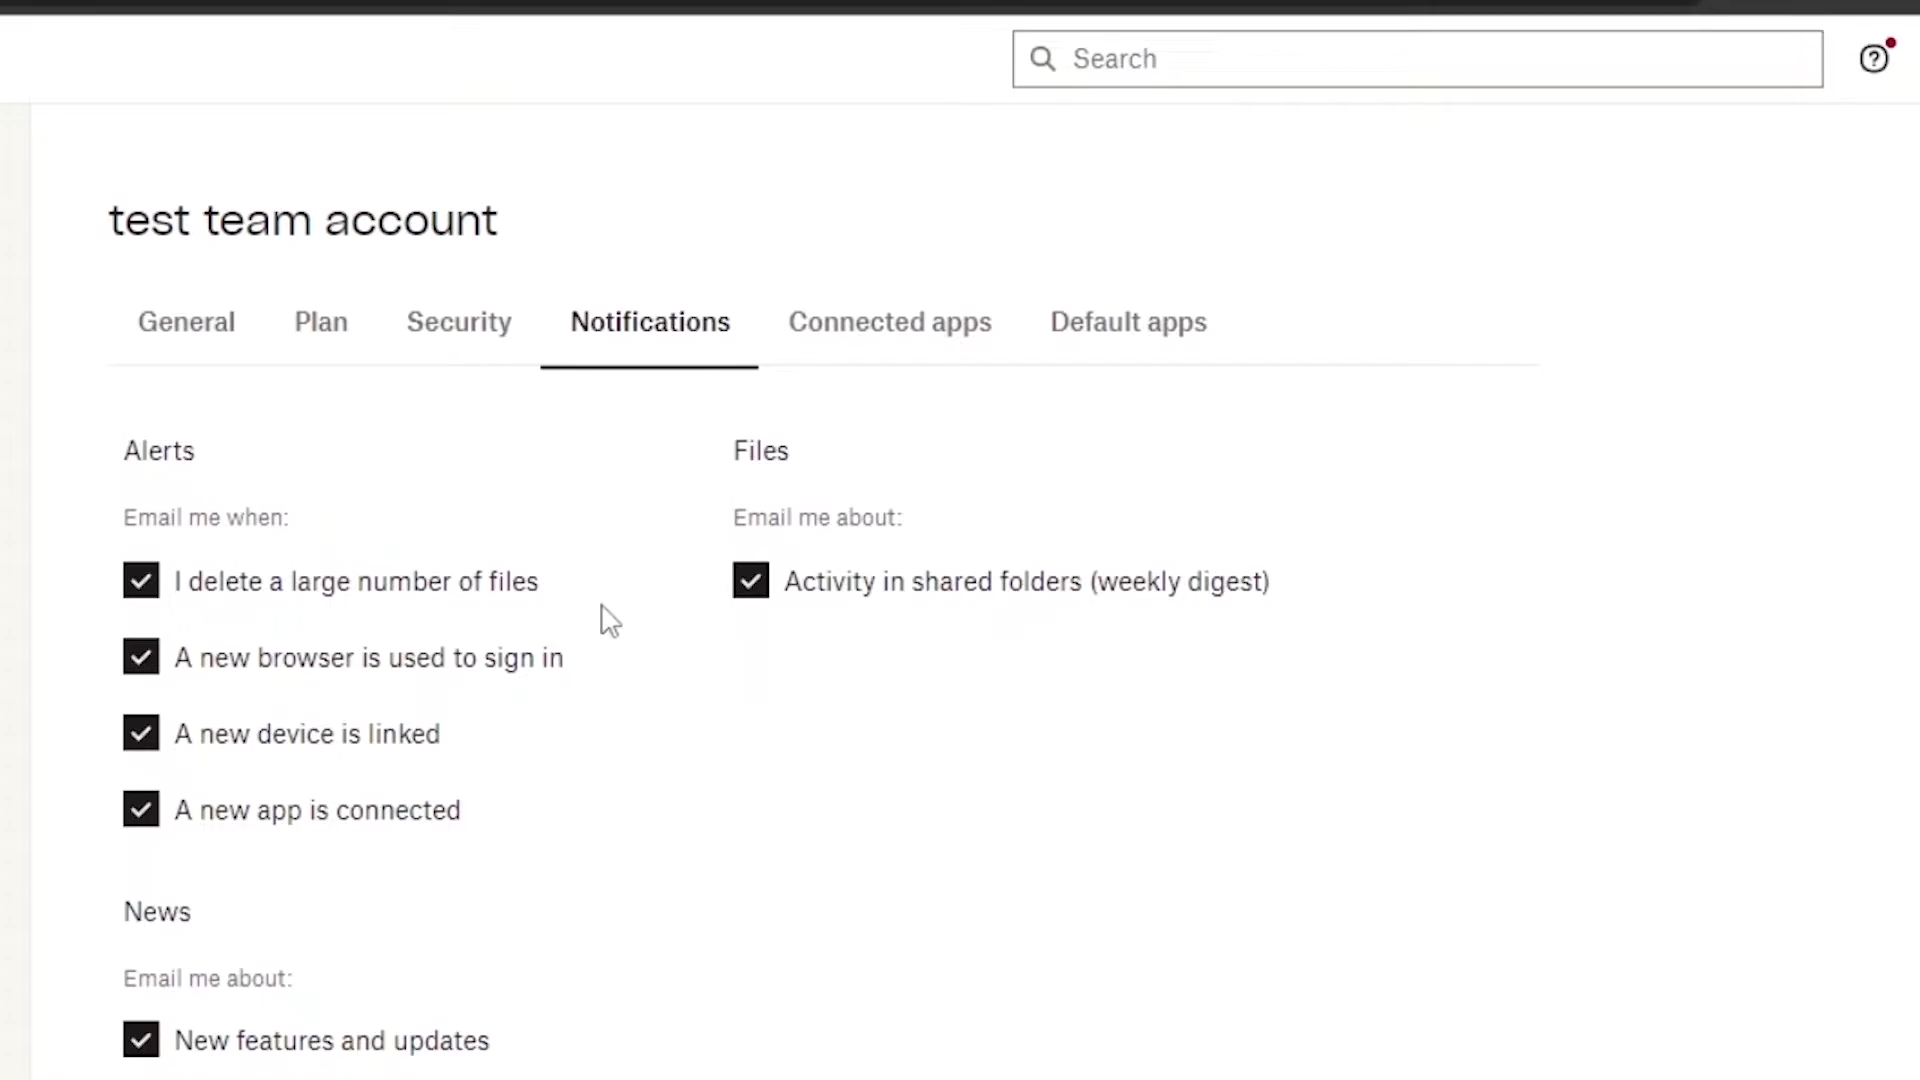 Search
test team account
General Plan Security Notifications Connected apps Default apps
Alerts
Email me when:
I delete a large number of files
A new browser is used to sign in
A new device is linked
A new app is connected
Files
Email me about:
Activity in shared folders (weekly digest)
News
Email me about:
New features and updates